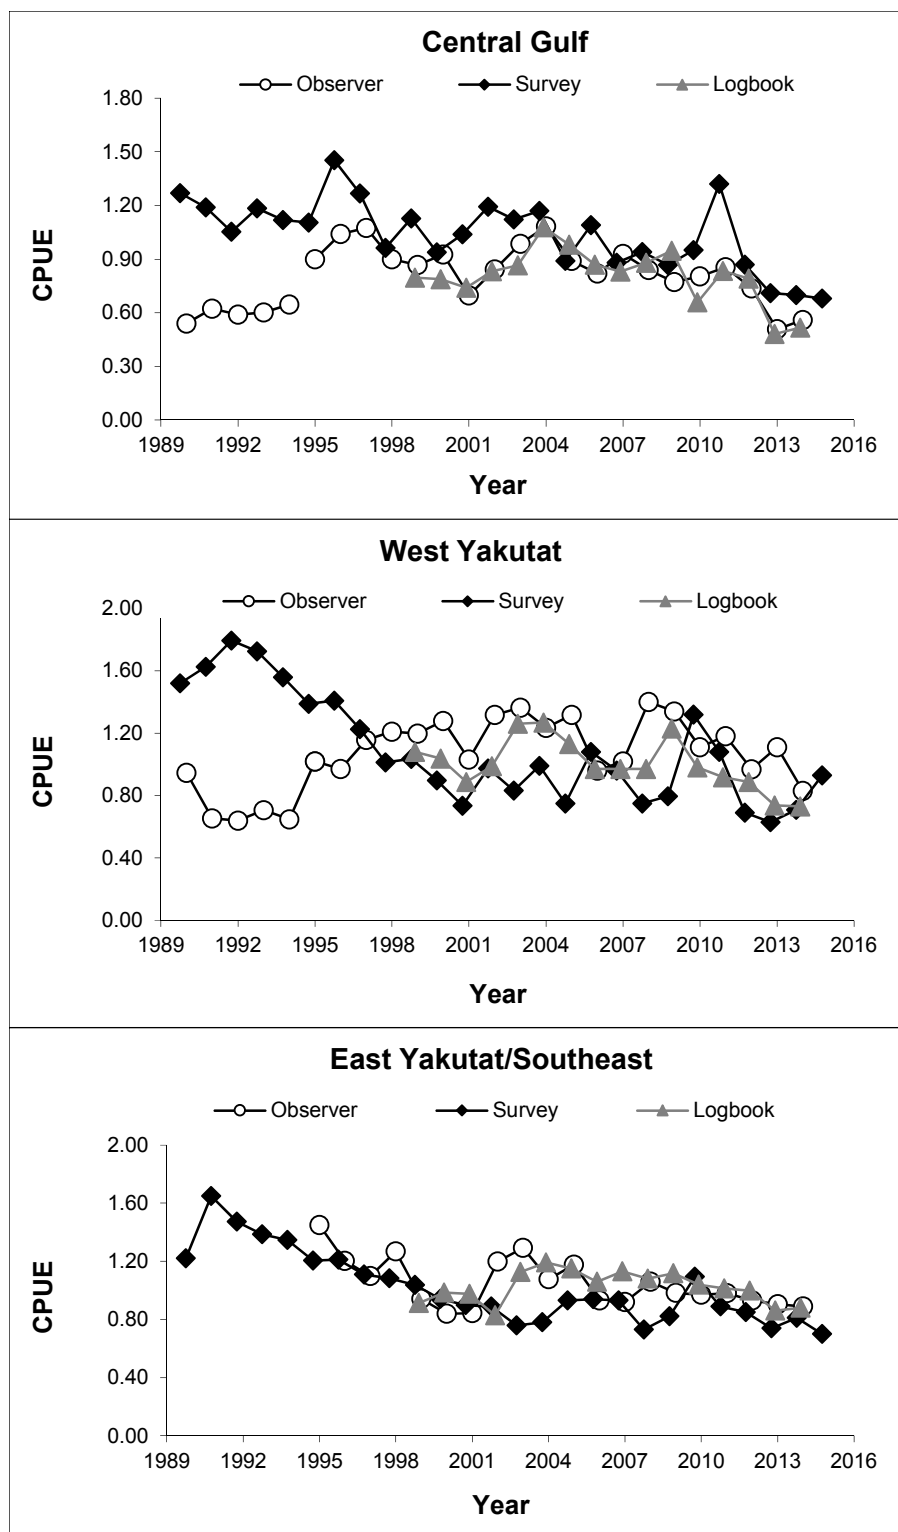 Central Gulf
Observer Survey Logbook
1.80
1.50
1.20
0.90
0.60
0.30
0.00
CPUE
1989 1992 1995 1998 2001 2004 2007 2010 2013 2016
Year
West Yakutat
Observer Survey Logbook
2.00
1.60
1.20
0.80
0.40
0.00
CPUE
1989 1992 1995 1998 2001 2004 2007 2010 2013 2016
Year
East Yakutat/Southeast
Observer Survey Logbook
2.00
1.60
1.20
0.80
0.40
0.00
CPUE
1989 1992 1995 1998 2001 2004 2007 2010 2013 2016
Year